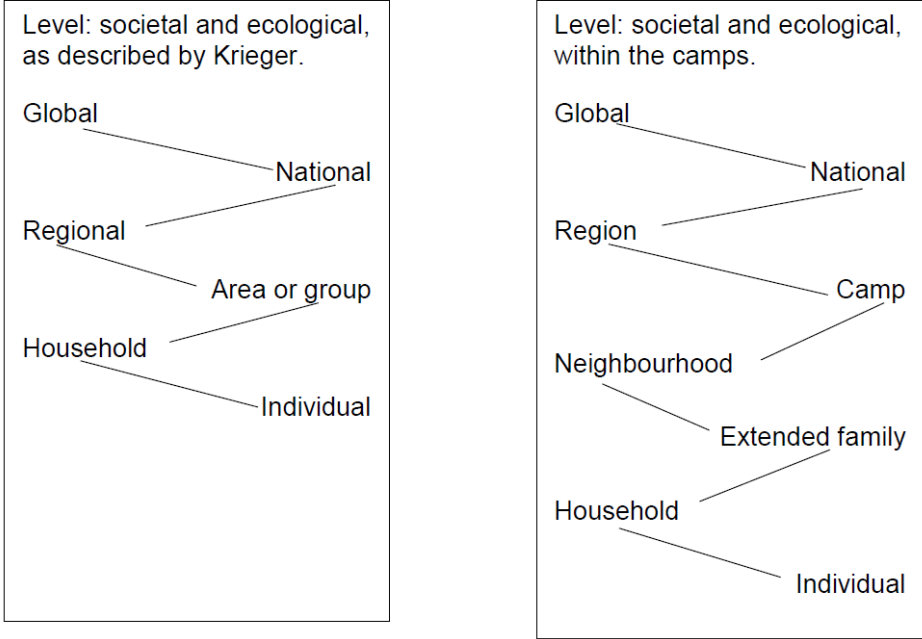 Level: societal and ecological,
as described by Krieger.
Global
National
Regional
Area or group
Household
Individual
Level: societal and ecological,
within the camps.
Global
National
Region
Camp
Neighbourhood
Extended family
Household
Individual